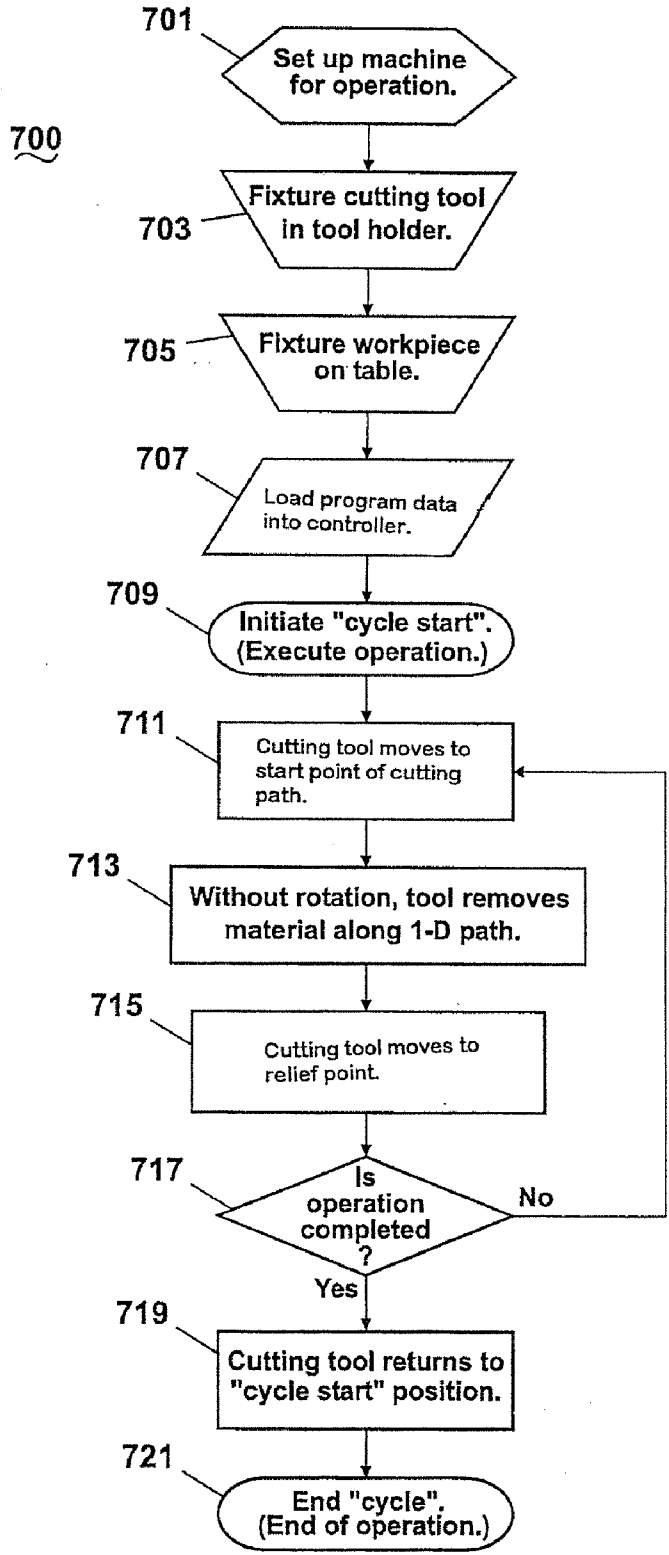 701
Set up machine
for operation.
700
Fixture cutting tool
in tool holder.
703
Fixture workpiece
on table.
705
707
Load program data
into controller.
709
Initiate "cycle start".
(Execute operation.)
711
Cutting tool moves to
start point of cutting
path.
713
Without rotation, tool removes
material along 1-D path.
715
Cutting tool moves to
relief point.
717
Is
operation
completed
?
No
Yes
719
Cutting tool returns to
"cycle start" position.
721
End "cycle".
(End of operation.)